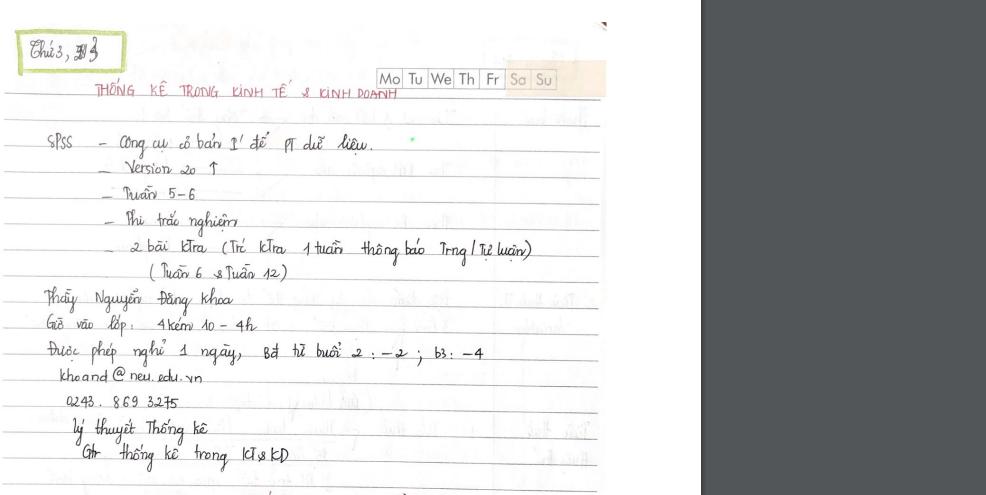 Thứ 3,
Mo Tu We Th Fr Sa Su
THỐNG KÊ TRONG KINH TẾ & KINH DOANH
SPSS - Công cụ cơ bản I' để PT dữ liệu.
- Version 20 ↑
- Tuần 5-6
- Thi trắc nghiệm
- 2 bài KTra (Trc KTra 1 tuần thông báo Trng / Tự luận)
(Tuần 6 & Tuần 12)
Thầy Nguyễn Đăng Khoa
Giờ vào lớp: 4 kém 10 - 4h
Được phép nghỉ 1 ngày, Bđ từ buổi 2: -2; b3: -4
khoand@neu.edu.vn
0243. 869 3275
Lý thuyết Thống kê
Gtr thống kê trong KT & KD